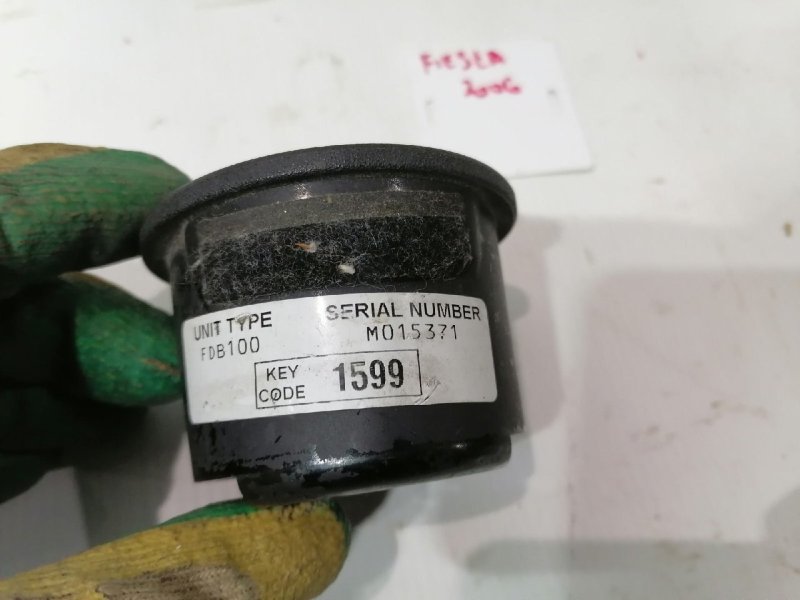 FIESTA
2006
UNIT TYPE SERIAL NUMBER
FDB100 M015371
KEY
CODE 1599